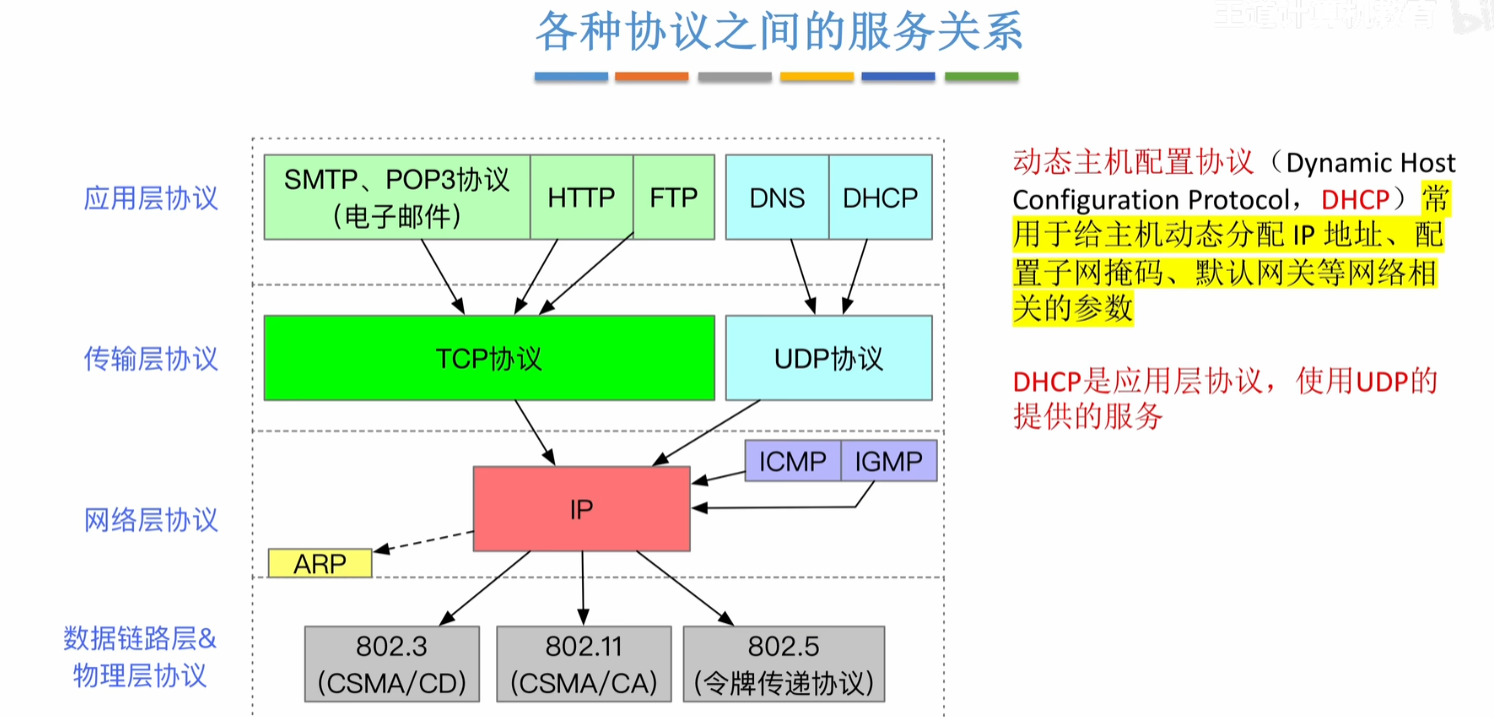 各种协议之间的服务关系
王道计算机教育
应用层协议
SMTP、POP3协议
（电子邮件）
HTTP
FTP
DNS
DHCP
传输层协议
TCP协议
UDP协议
网络层协议
ICMP
IGMP
IP
ARP
数据链路层&
物理层协议
802.3
(CSMA/CD)
802.11
(CSMA/CA)
802.5
(令牌传递协议)
动态主机配置协议（Dynamic Host
Configuration Protocol，DHCP）常
用于给主机动态分配 IP 地址、配
置子网掩码、默认网关等网络相
关的参数
DHCP是应用层协议，使用UDP的
提供的服务